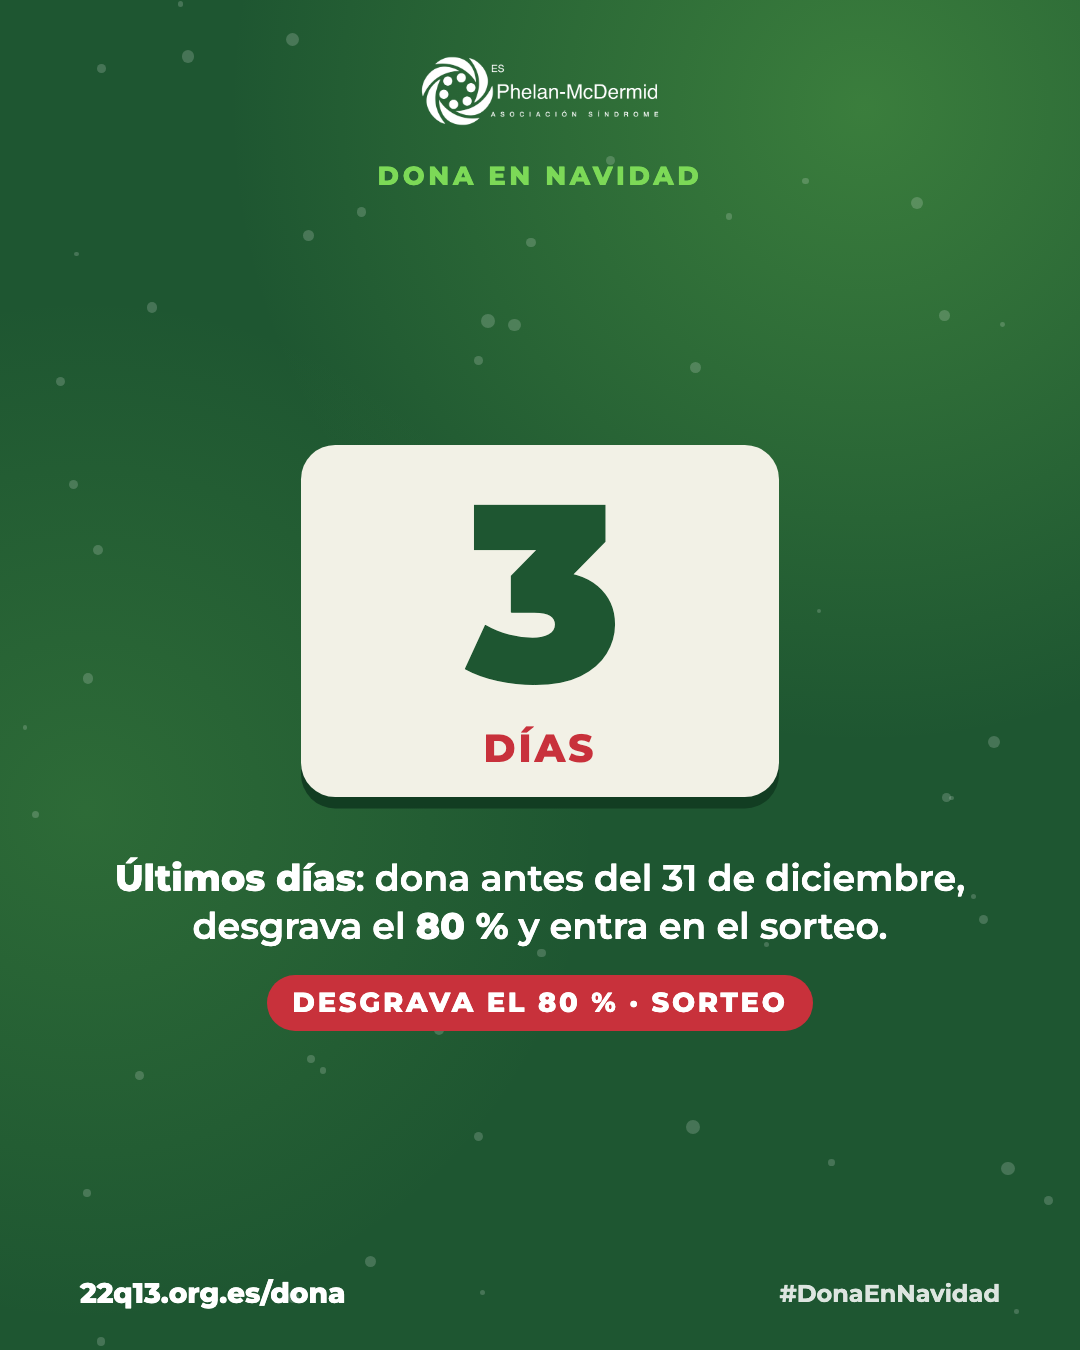 ES
Phelan-McDermid
ASOCIACIÓN SÍNDROME
DONA EN NAVIDAD
3
DÍAS
Últimos días: dona antes del 31 de diciembre,
desgrava el 80 % y entra en el sorteo.
DESGRAVA EL 80 % • SORTEO
22q13.org.es/dona
#DonaEnNavidad